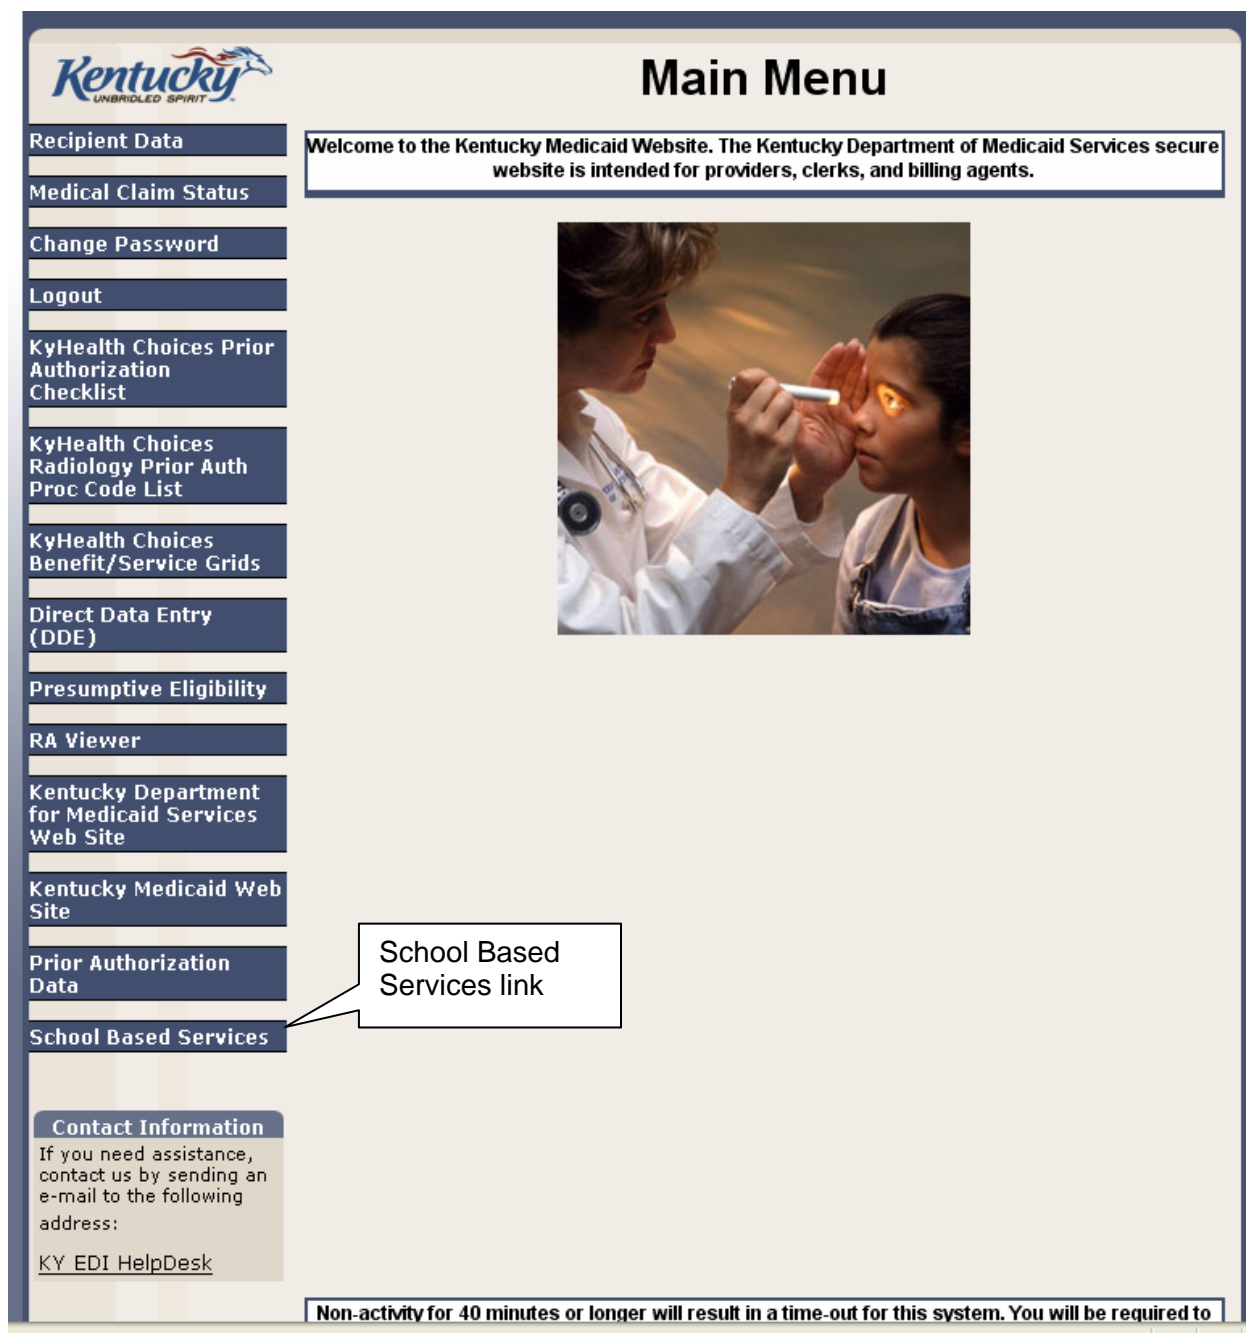 Kentucky
UNBRIDLED SPIRIT
Main Menu
Welcome to the Kentucky Medicaid Website. The Kentucky Department of Medicaid Services secure
website is intended for providers, clerks, and billing agents.
Recipient Data
Medical Claim Status
Change Password
Logout
KyHealth Choices Prior
Authorization
Checklist
KyHealth Choices
Radiology Prior Auth
Proc Code List
KyHealth Choices
Benefit/Service Grids
Direct Data Entry
(DDE)
Presumptive Eligibility
RA Viewer
Kentucky Department
for Medicaid Services
Web Site
Kentucky Medicaid Web
Site
Prior Authorization
Data
School Based Services
School Based
Services link
Contact Information
If you need assistance,
contact us by sending an
e-mail to the following
address:
KY EDI HelpDesk
Non-activity for 40 minutes or longer will result in a time-out for this system. You will be required to